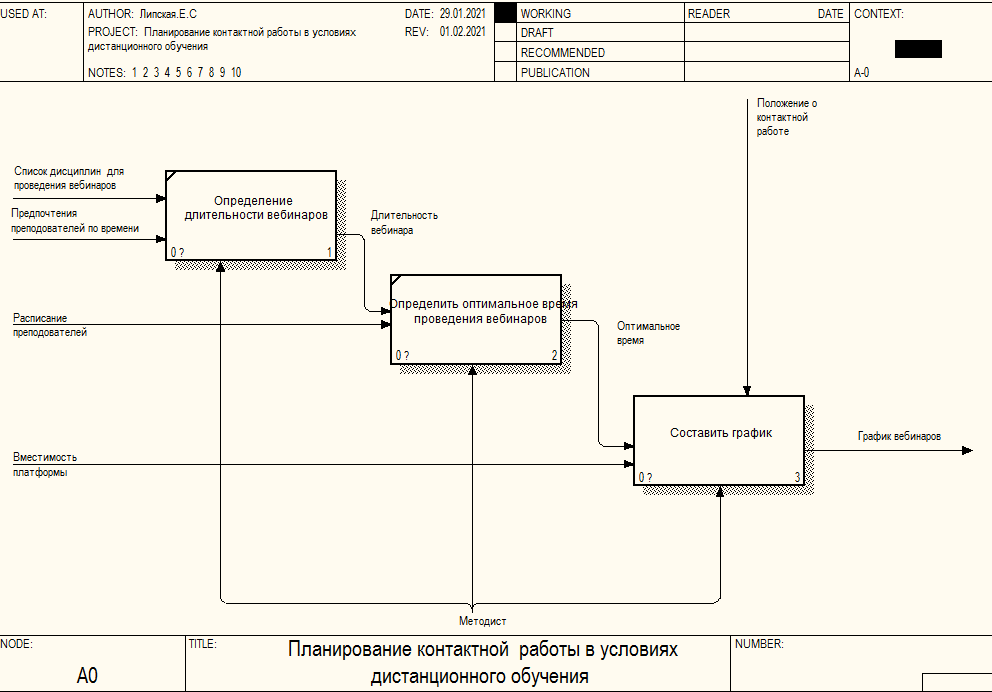 USED AT:
AUTHOR: Липская.Е.С
DATE: 29.01.2021
PROJECT: Планирование контактной работы в условиях
дистанционного обучения
REV: 01.02.2021
NOTES: 1 2 3 4 5 6 7 8 9 10
WORKING
DRAFT
RECOMMENDED
PUBLICATION
READER
DATE
CONTEXT:
A-0
Положение о
контактной
работе
Список дисциплин для
проведения вебинаров
Предпочтения
преподавателей по времени
Определение
длительности вебинаров
0 ?
1
Длительность
вебинара
Определить оптимальное время
проведения вебинаров
0 ?
2
Расписание
преподователей
Оптимальное
время
Составить график
0 ?
3
График вебинаров
Вместимость
платформы
Методист
NODE:
A0
TITLE:
Планирование контактной работы в условиях
дистанционного обучения
NUMBER: